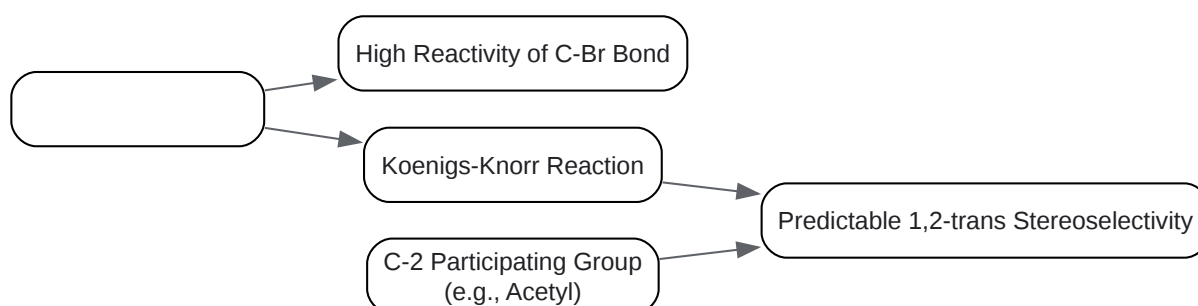 High Reactivity of C-Br Bond
Koenigs-Knorr Reaction
Predictable 1,2-trans Stereoselectivity
C-2 Participating Group
(e.g., Acetyl)